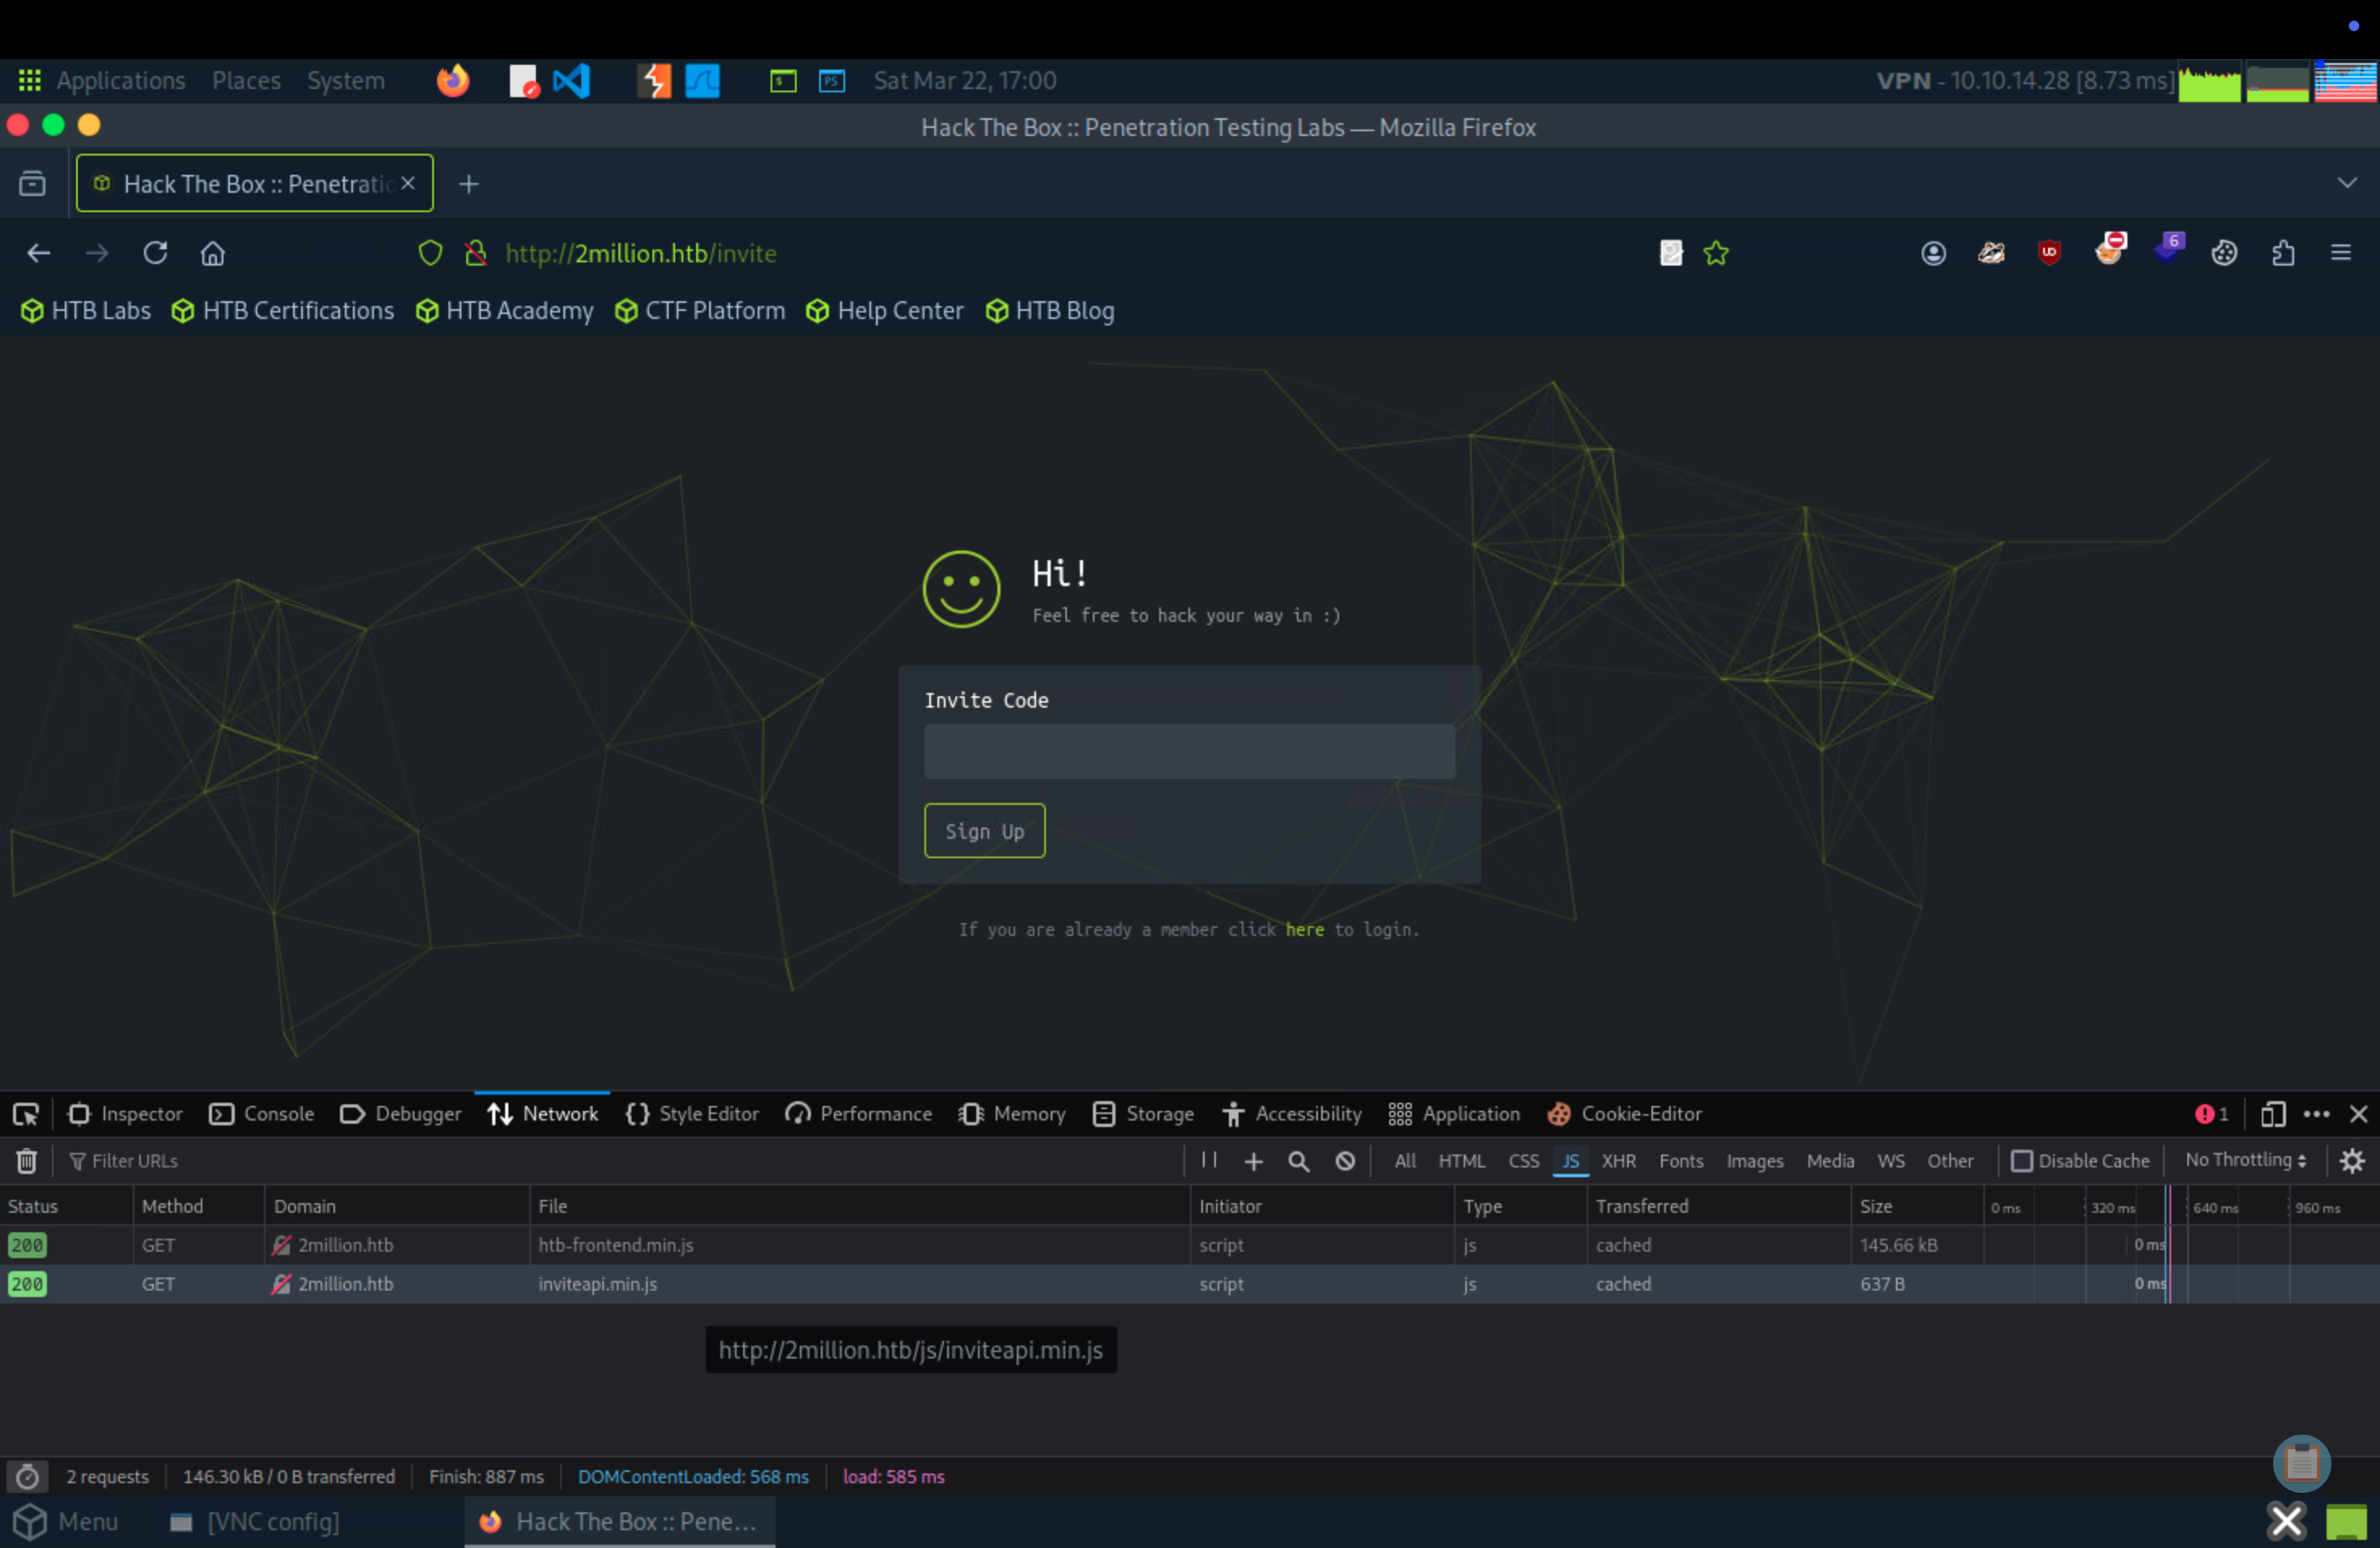 Applications Places System $ PS Sat Mar 22, 17:00 VPN - 10.10.14.28 [8.73 ms]
Hack The Box :: Penetration Testing Labs — Mozilla Firefox
Hack The Box :: Penetratio
http://2million.htb/invite UD 6
HTB Labs HTB Certifications HTB Academy CTF Platform Help Center HTB Blog
Hi!
Feel free to hack your way in :)
Invite Code
Sign Up
If you are already a member click here to login.
Inspector Console Debugger Network Style Editor Performance Memory Storage Accessibility Application Cookie-Editor 1
Filter URLs All HTML CSS JS XHR Fonts Images Media WS Other Disable Cache No Throttling
Status Method Domain File Initiator Type Transferred Size 0 ms 320 ms 640 ms 960 ms
200 GET 2million.htb htb-frontend.min.js script js cached 145.66 kB 0 ms
200 GET 2million.htb inviteapi.min.js script js cached 637 B 0 ms
http://2million.htb/js/inviteapi.min.js
2 requests 146.30 kB / 0 B transferred Finish: 887 ms DOMContentLoaded: 568 ms load: 585 ms
Menu [VNC config] Hack The Box :: Pene...